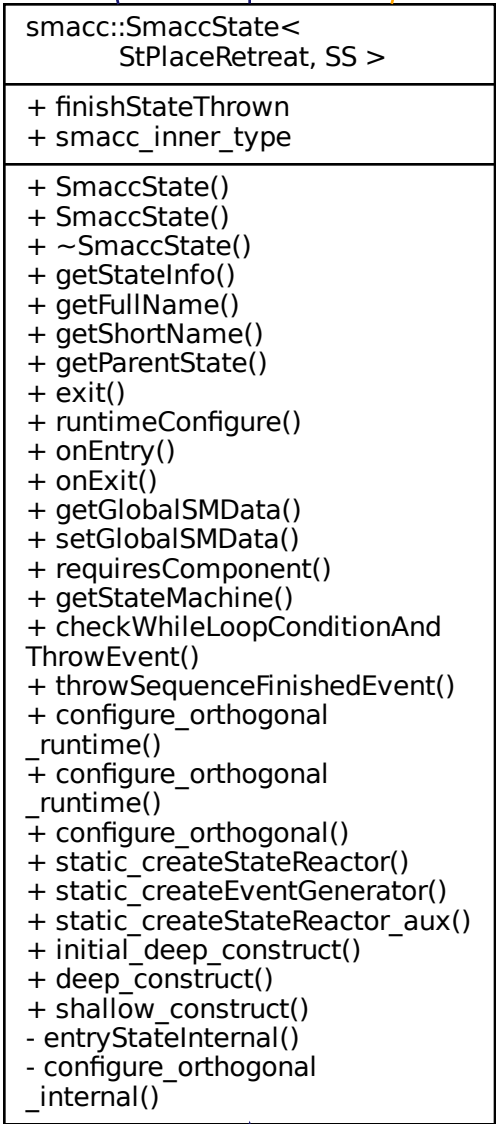 smacc::SmaccState<
StPlaceRetreat, SS >
+ finishStateThrown
+ smacc_inner_type
+ SmaccState()
+ SmaccState()
+ ~SmaccState()
+ getStateInfo()
+ getFullName()
+ getShortName()
+ getParentState()
+ exit()
+ runtimeConfigure()
+ onEntry()
+ onExit()
+ getGlobalSMData()
+ setGlobalSMData()
+ requiresComponent()
+ getStateMachine()
+ checkWhileLoopConditionAnd
ThrowEvent()
+ throwSequenceFinishedEvent()
+ configure_orthogonal
_runtime()
+ configure_orthogonal
_runtime()
+ configure_orthogonal()
+ static_createStateReactor()
+ static_createEventGenerator()
+ static_createStateReactor_aux()
+ initial_deep_construct()
+ deep_construct()
+ shallow_construct()
- entryStateInternal()
- configure_orthogonal
_internal()